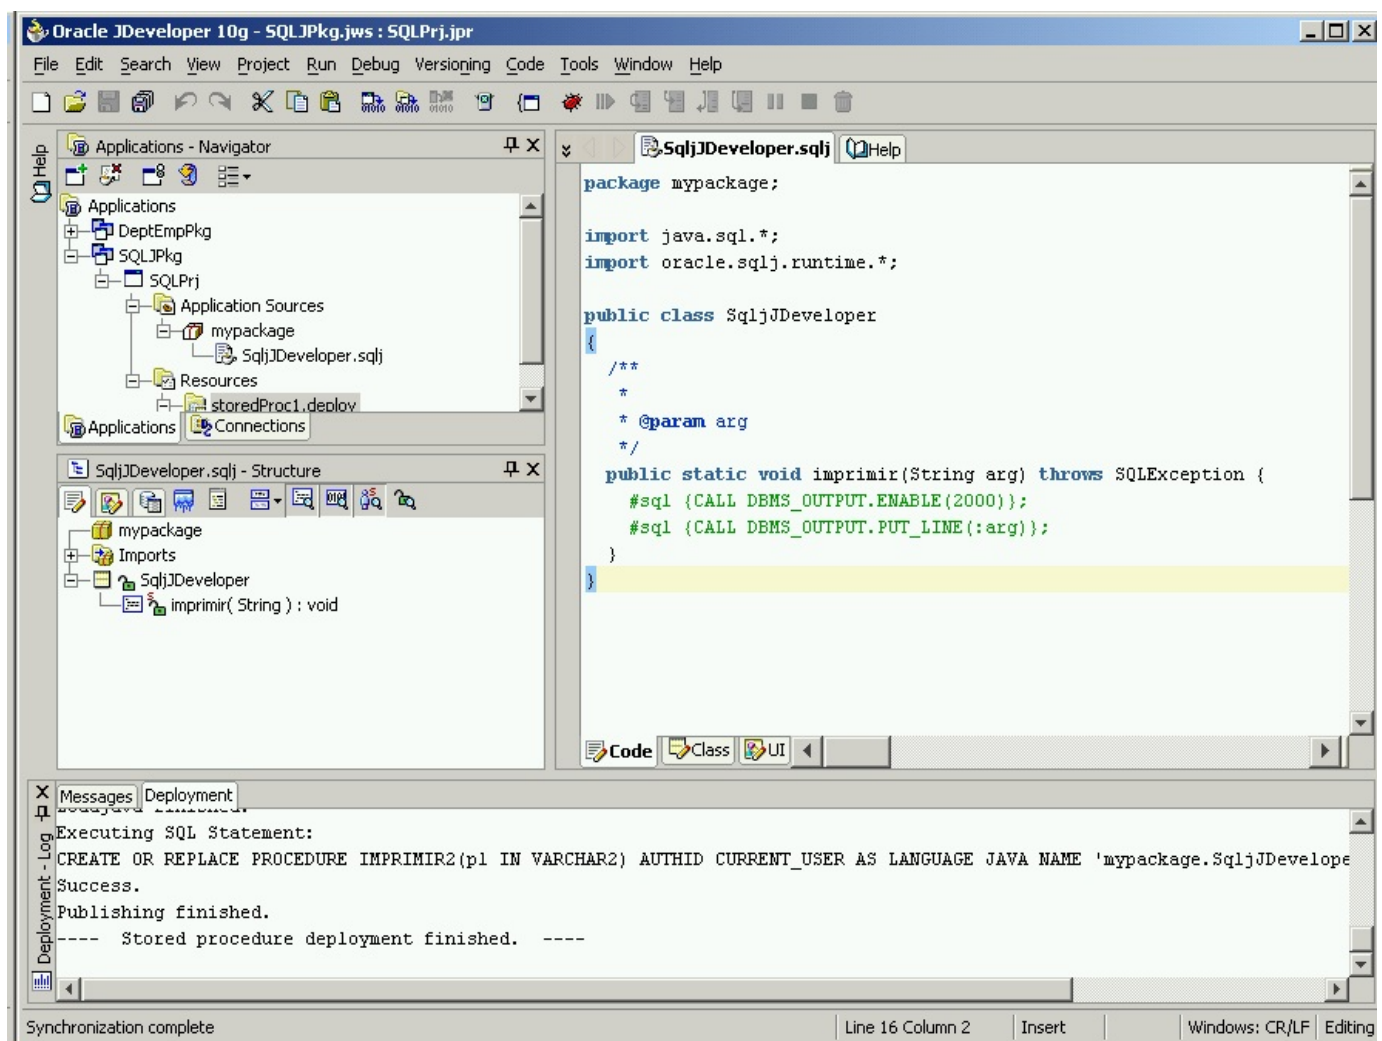 Oracle JDeveloper 10g - SQLJPkg.jws : SQLPrj.jpr
File Edit Search View Project Run Debug Versioning Code Tools Window Help
Help
Applications - Navigator
Applications
DeptEmpPkg
SQLJPkg
SQLPrj
Application Sources
mypackage
SqljJDeveloper.sqlj
Resources
storedProc1.deploy
Applications Connections
SqljJDeveloper.sqlj - Structure
mypackage
Imports
SqljJDeveloper
imprimir( String ) : void
SqljJDeveloper.sqlj Help
package mypackage;
import java.sql.*;
import oracle.sqlj.runtime.*;
public class SqljJDeveloper
{
/**
*
* @param arg
*/
public static void imprimir(String arg) throws SQLException {
#sql {CALL DBMS_OUTPUT.ENABLE(2000)};
#sql {CALL DBMS_OUTPUT.PUT_LINE(:arg)};
}
}
Code Class UI
Messages Deployment
Deployment - Log
Executing SQL Statement:
CREATE OR REPLACE PROCEDURE IMPRIMIR2(p1 IN VARCHAR2) AUTHID CURRENT_USER AS LANGUAGE JAVA NAME 'mypackage.SqljJDevelope
Success.
Publishing finished.
---- Stored procedure deployment finished. ----
Synchronization complete
Line 16 Column 2 Insert Windows: CR/LF Editing